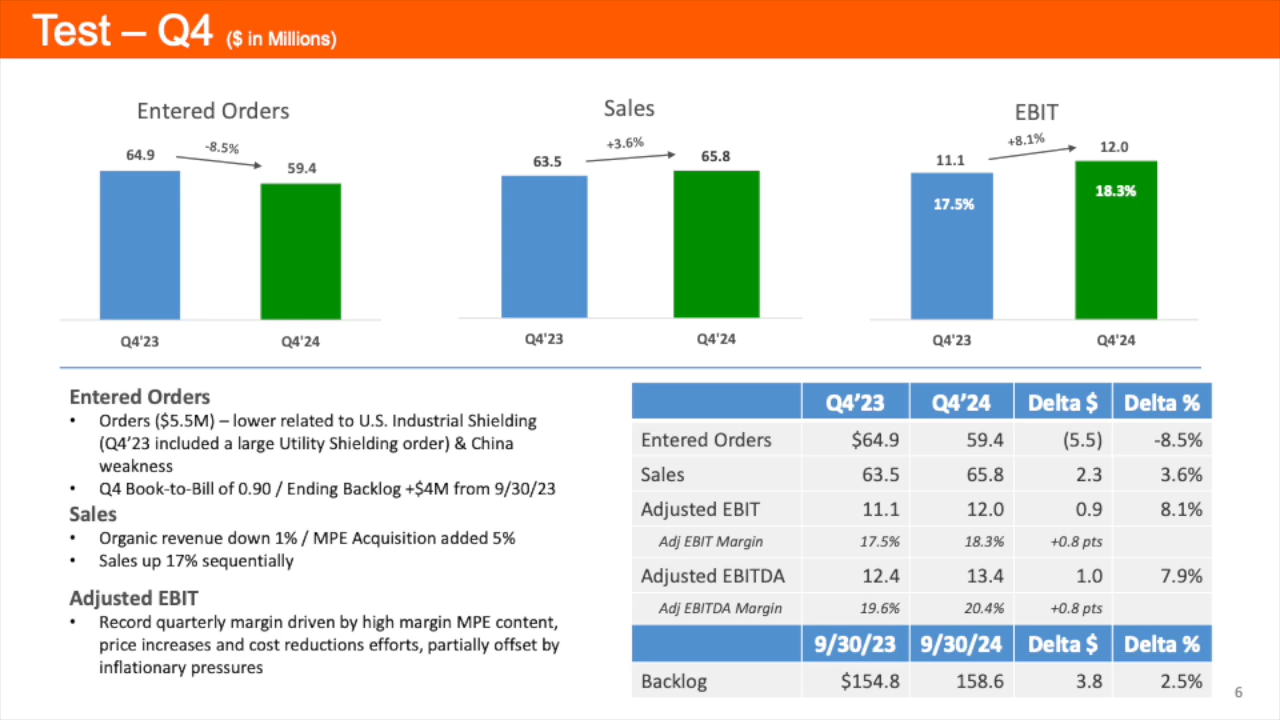 Test – Q4 ($ in Millions)
Entered Orders
64.9
-8.5%
59.4
Q4'23
Q4'24
Sales
63.5
+3.6%
65.8
Q4'23
Q4'24
EBIT
11.1
+8.1%
12.0
17.5%
18.3%
Q4'23
Q4'24
Entered Orders
• Orders ($5.5M) – lower related to U.S. Industrial Shielding
(Q4'23 included a large Utility Shielding order) & China
weakness
• Q4 Book-to-Bill of 0.90 / Ending Backlog +$4M from 9/30/23
Sales
• Organic revenue down 1% / MPE Acquisition added 5%
• Sales up 17% sequentially
Adjusted EBIT
• Record quarterly margin driven by high margin MPE content,
price increases and cost reductions efforts, partially offset by
inflationary pressures
Q4’23 Q4’24 Delta $ Delta %
Entered Orders $64.9 59.4 (5.5) -8.5%
Sales 63.5 65.8 2.3 3.6%
Adjusted EBIT 11.1 12.0 0.9 8.1%
Adj EBIT Margin 17.5% 18.3% +0.8 pts
Adjusted EBITDA 12.4 13.4 1.0 7.9%
Adj EBITDA Margin 19.6% 20.4% +0.8 pts
9/30/23 9/30/24 Delta $ Delta %
Backlog $154.8 158.6 3.8 2.5%
6